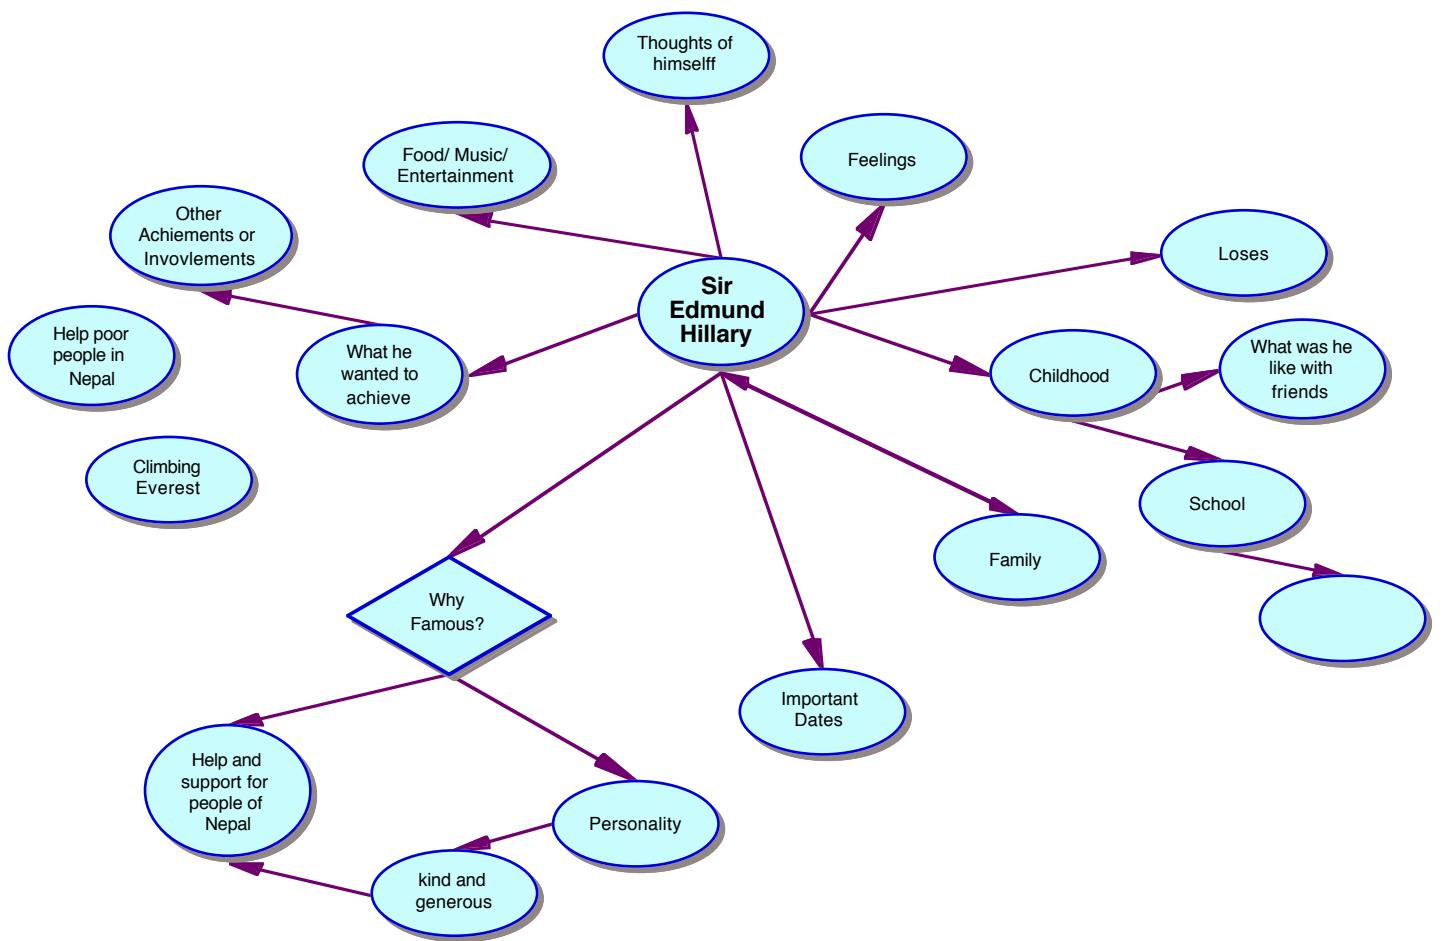 Thoughts of
himselff
Food/ Music/
Entertainment
Feelings
Other
Achiements or
Invovlements
Loses
Sir
Edmund
Hillary
Help poor
people in
Nepal
What he
wanted to
achieve
Childhood
What was he
like with
friends
Climbing
Everest
School
Family
Why
Famous?
Important
Dates
Help and
support for
people of
Nepal
Personality
kind and
generous